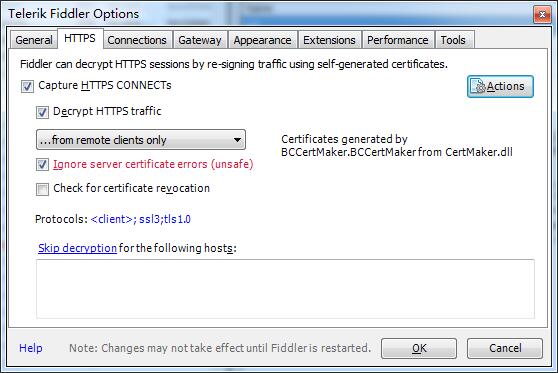 Telerik Fiddler Options
General HTTPS Connections Gateway Appearance Extensions Performance Tools
Fiddler can decrypt HTTPS sessions by re-signing traffic using self-generated certificates.
Capture HTTPS CONNECTs
Actions
Decrypt HTTPS traffic
...from remote clients only
Certificates generated by
BCCertMaker.BCCertMaker from CertMaker.dll
Ignore server certificate errors (unsafe)
Check for certificate revocation
Protocols: <client>; ssl3;tls1.0
Skip decryption for the following hosts:
Help Note: Changes may not take effect until Fiddler is restarted. OK Cancel